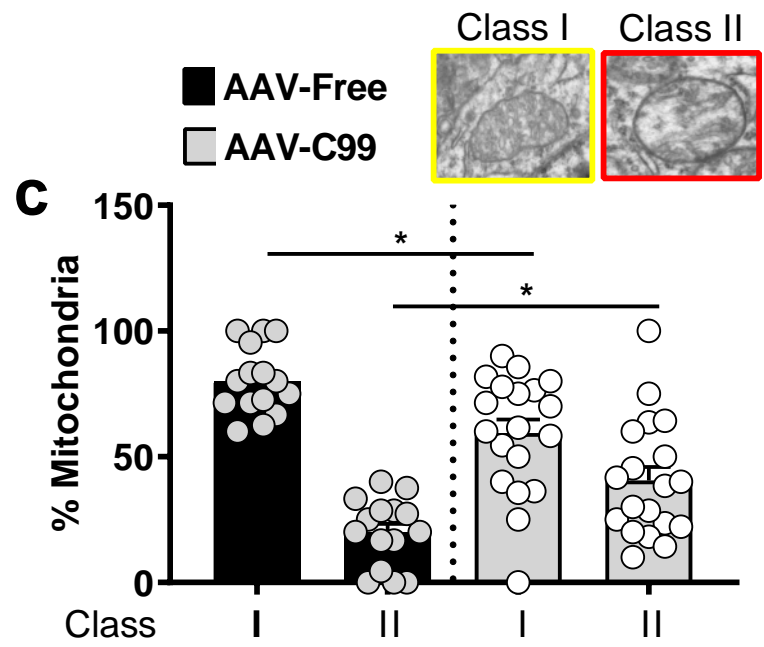 Class I Class II
AAV-Free
AAV-C99
C
150
*
*
100
50
0
% Mitochondria
Class I II I II